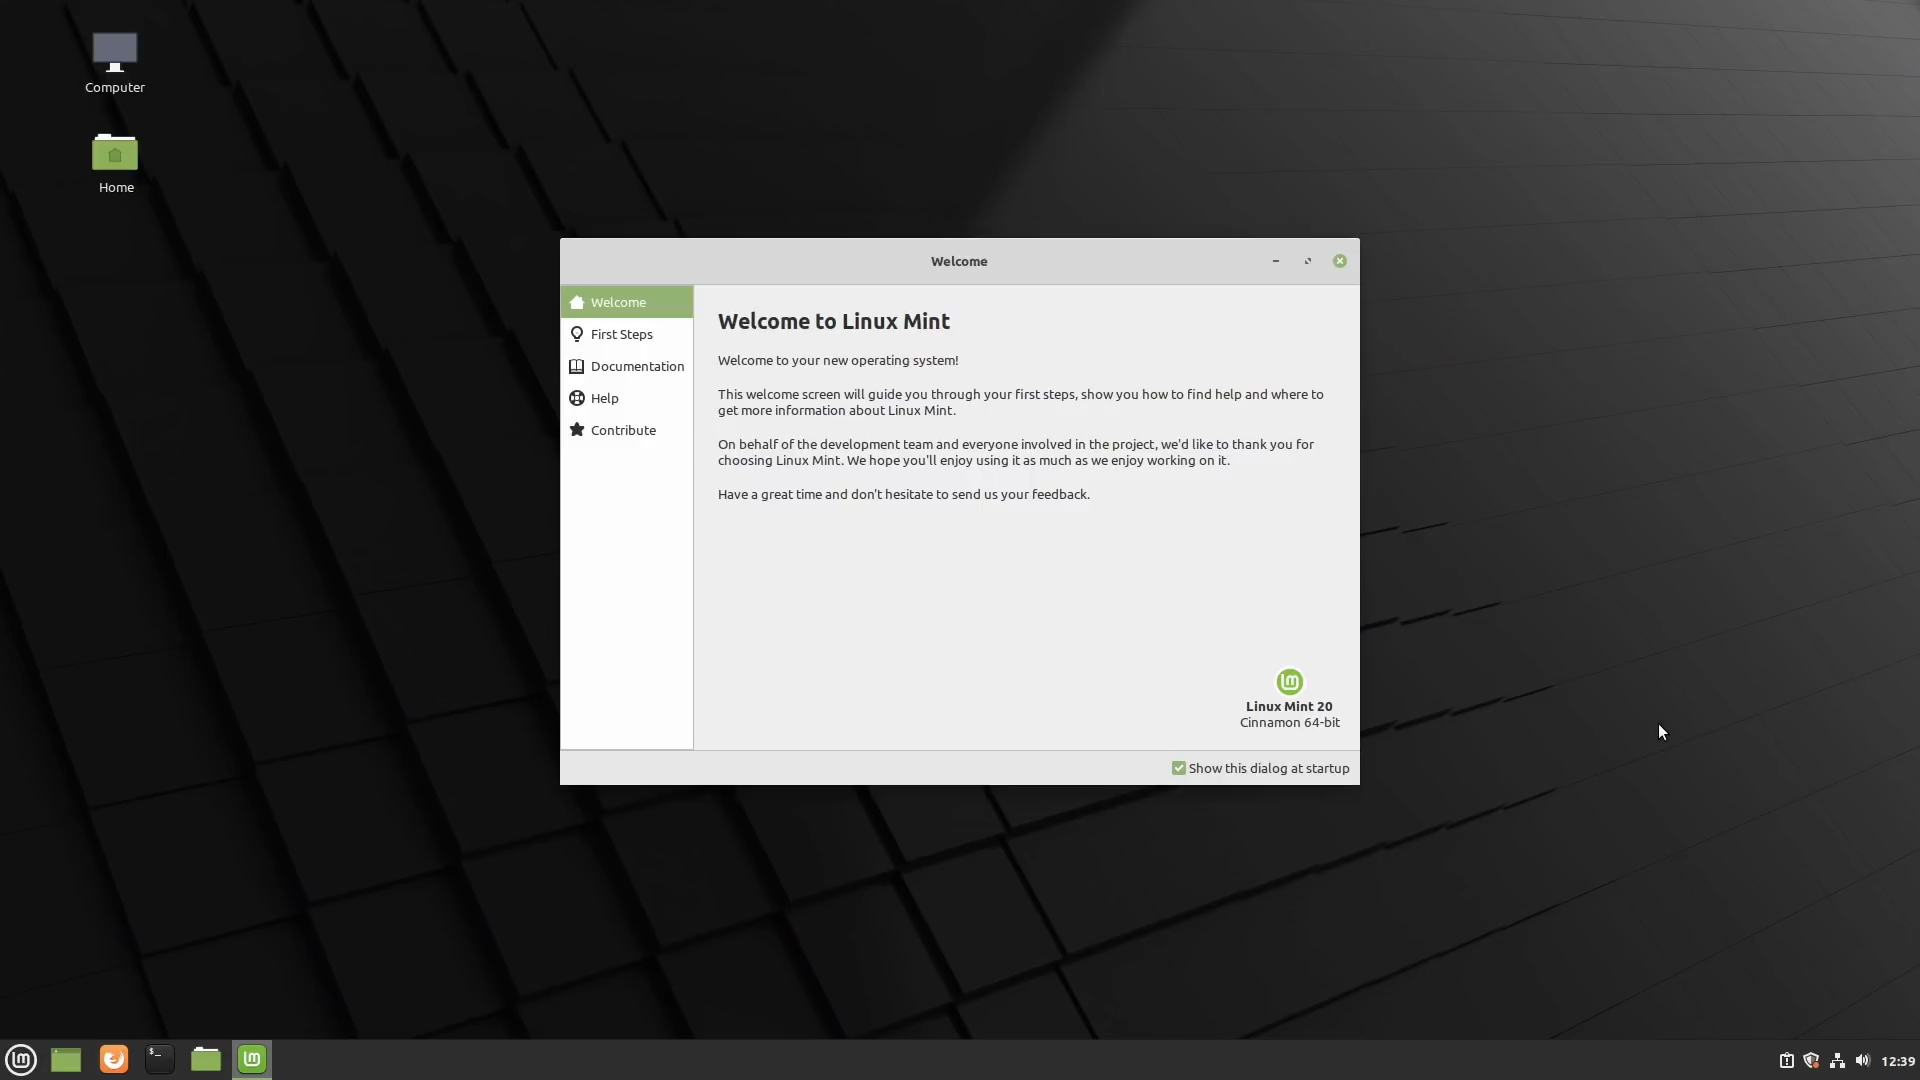 Computer
Home
Welcome
Welcome
First Steps
Documentation
Help
Contribute
Welcome to Linux Mint
Welcome to your new operating system!
This welcome screen will guide you through your first steps, show you how to find help and where to
get more information about Linux Mint.
On behalf of the development team and everyone involved in the project, we'd like to thank you for
choosing Linux Mint. We hope you'll enjoy using it as much as we enjoy working on it.
Have a great time and don't hesitate to send us your feedback.
Linux Mint 20
Cinnamon 64-bit
Show this dialog at startup
$_
12:39